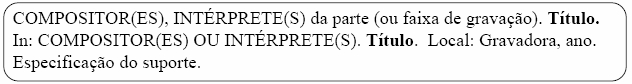 COMPOSITOR(ES), INTÉRPRETE(S) da parte (ou faixa de gravação). Título.
In: COMPOSITOR(ES) OU INTÉRPRETE(S). Título. Local: Gravadora, ano.
Especificação do suporte.